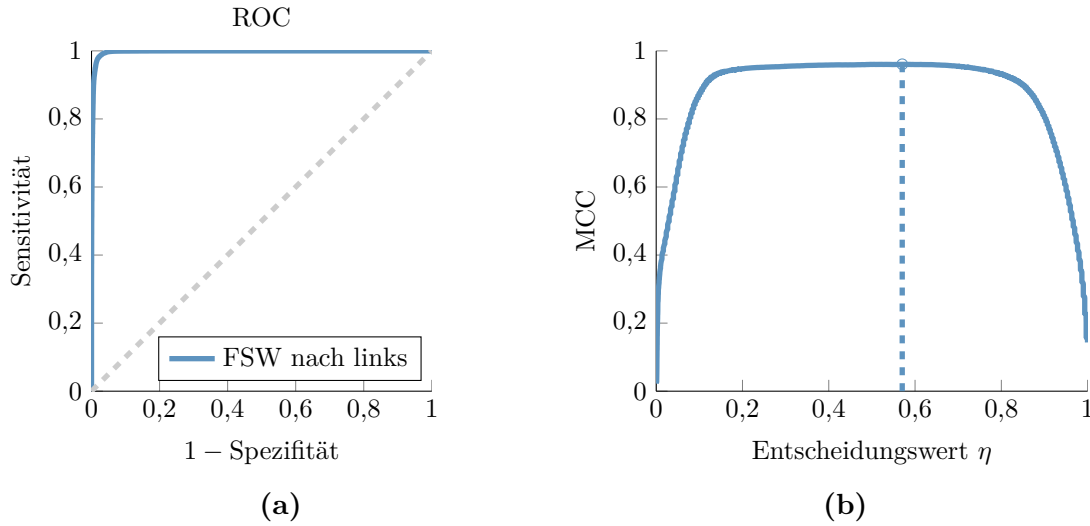 ROC
1
0,8
0,6
0,4
0,2
0
Sensitivität
FSW nach links
0 0,2 0,4 0,6 0,8 1
1 − Spezifität
(a)
1
0,8
0,6
0,4
0,2
0
MCC
0 0,2 0,4 0,6 0,8 1
Entscheidungswert η
(b)